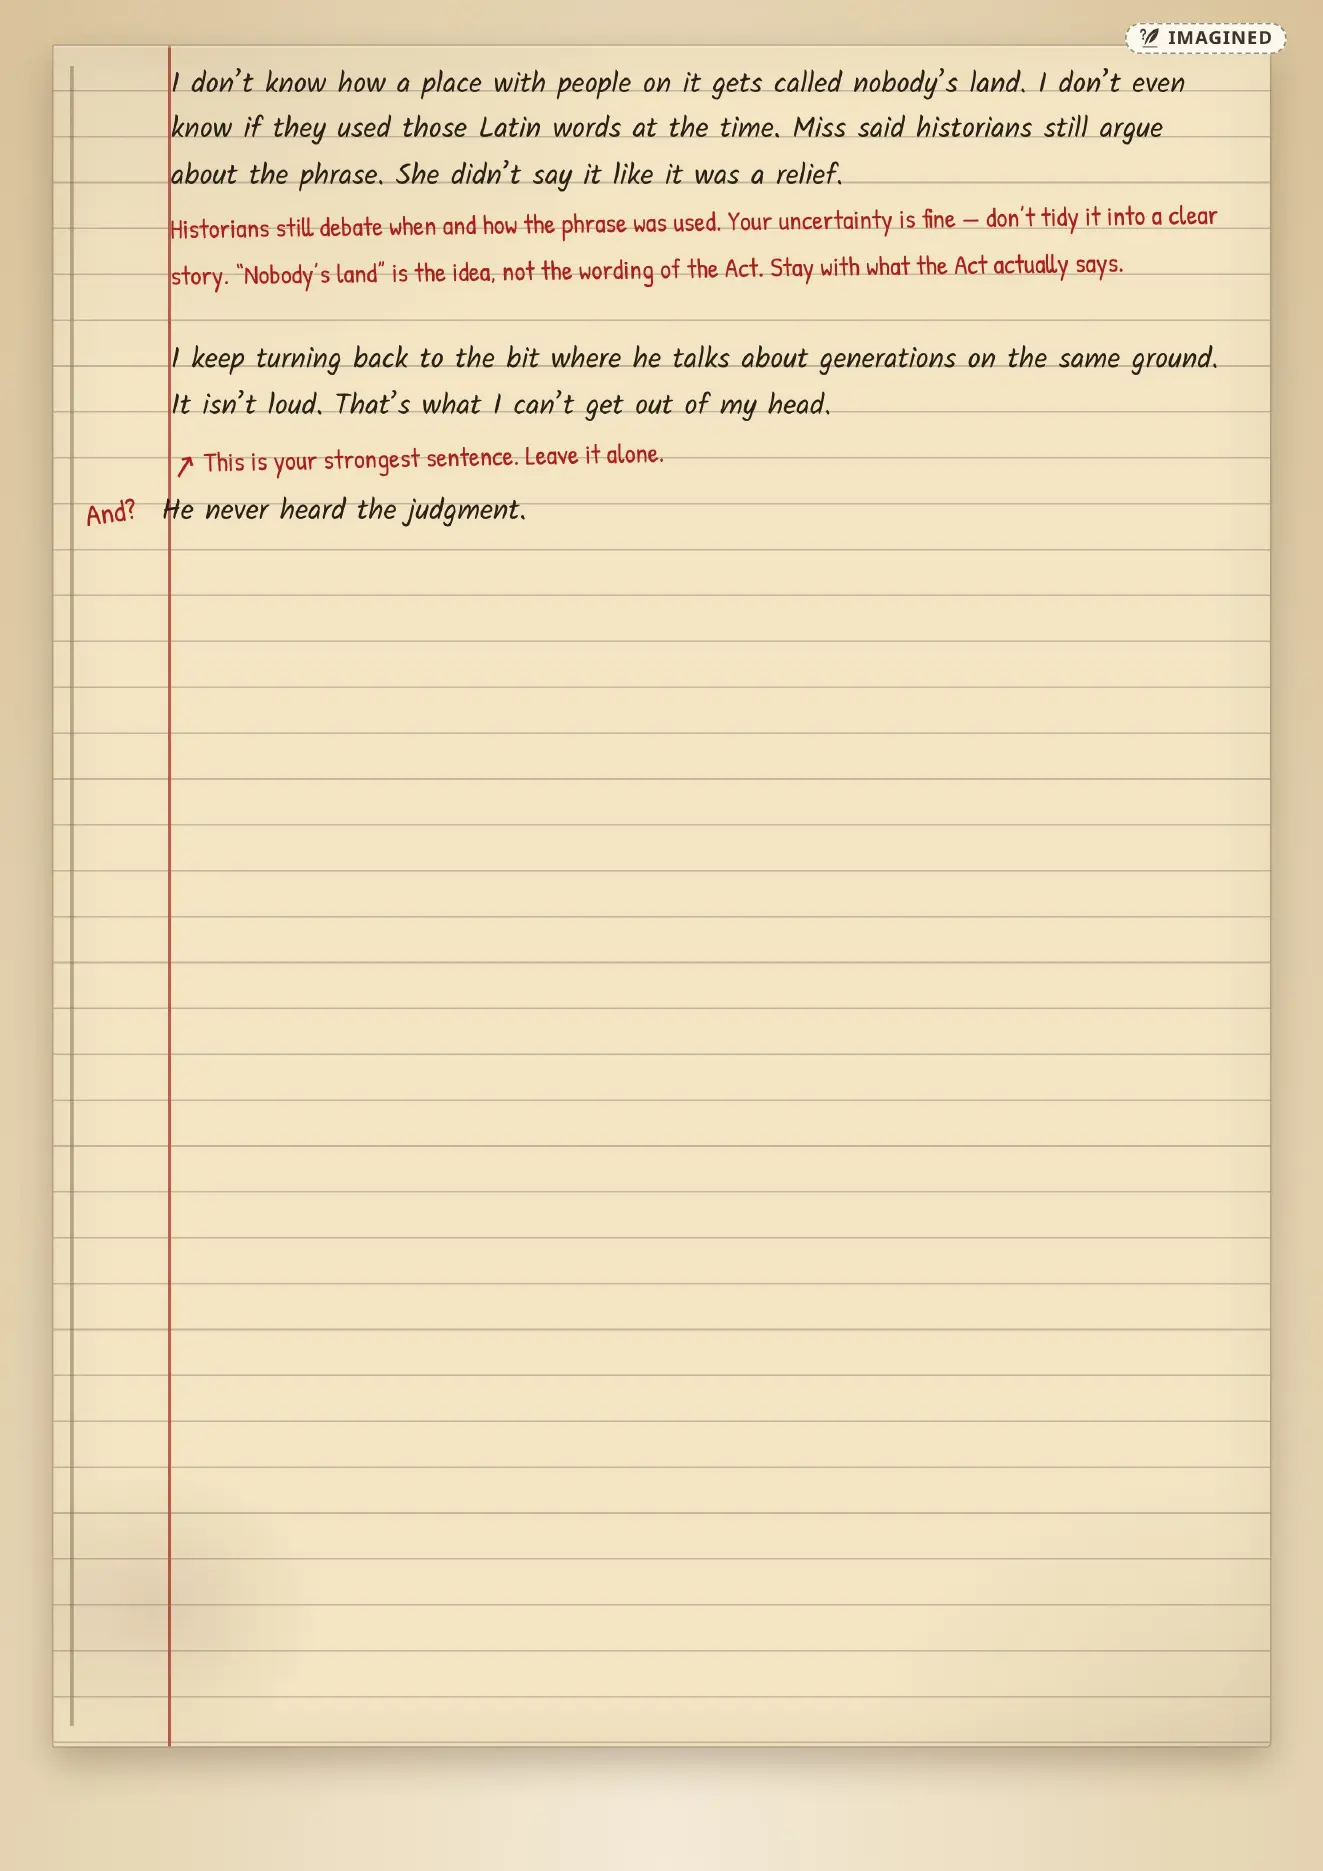 IMAGINED
I don’t know how a place with people on it gets called nobody’s land. I don’t even
know if they used those Latin words at the time. Miss said historians still argue
about the phrase. She didn’t say it like it was a relief.
Historians still debate when and how the phrase was used. Your uncertainty is fine — don’t tidy it into a clear
story. “Nobody’s land” is the idea, not the wording of the Act. Stay with what the Act actually says.
I keep turning back to the bit where he talks about generations on the same ground.
It isn’t loud. That’s what I can’t get out of my head.
↗ This is your strongest sentence. Leave it alone.
And? He never heard the judgment.